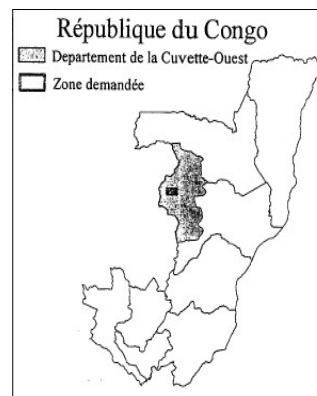 République du Congo
Departement de la Cuvette-Ouest
Zone demandée